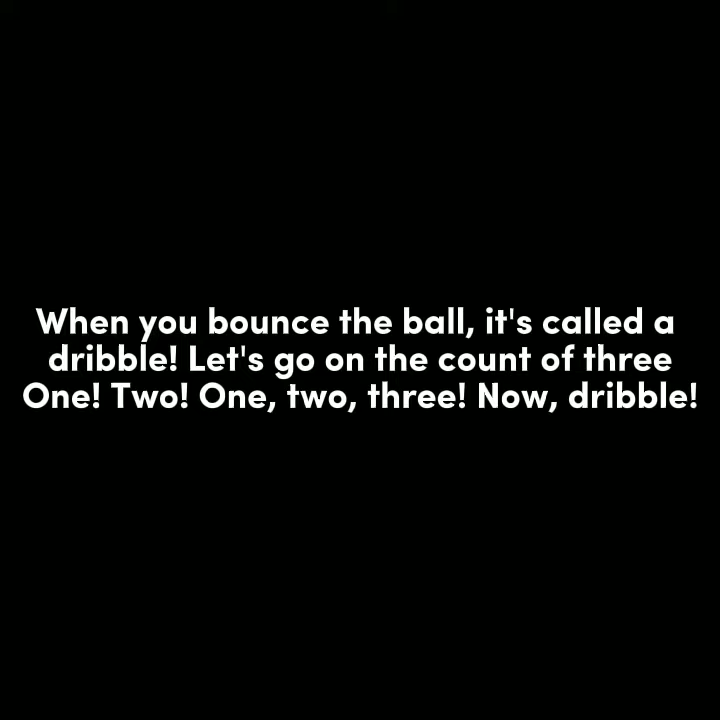 When you bounce the ball, it's called a
dribble! Let's go on the count of three
One! Two! One, two, three! Now, dribble!